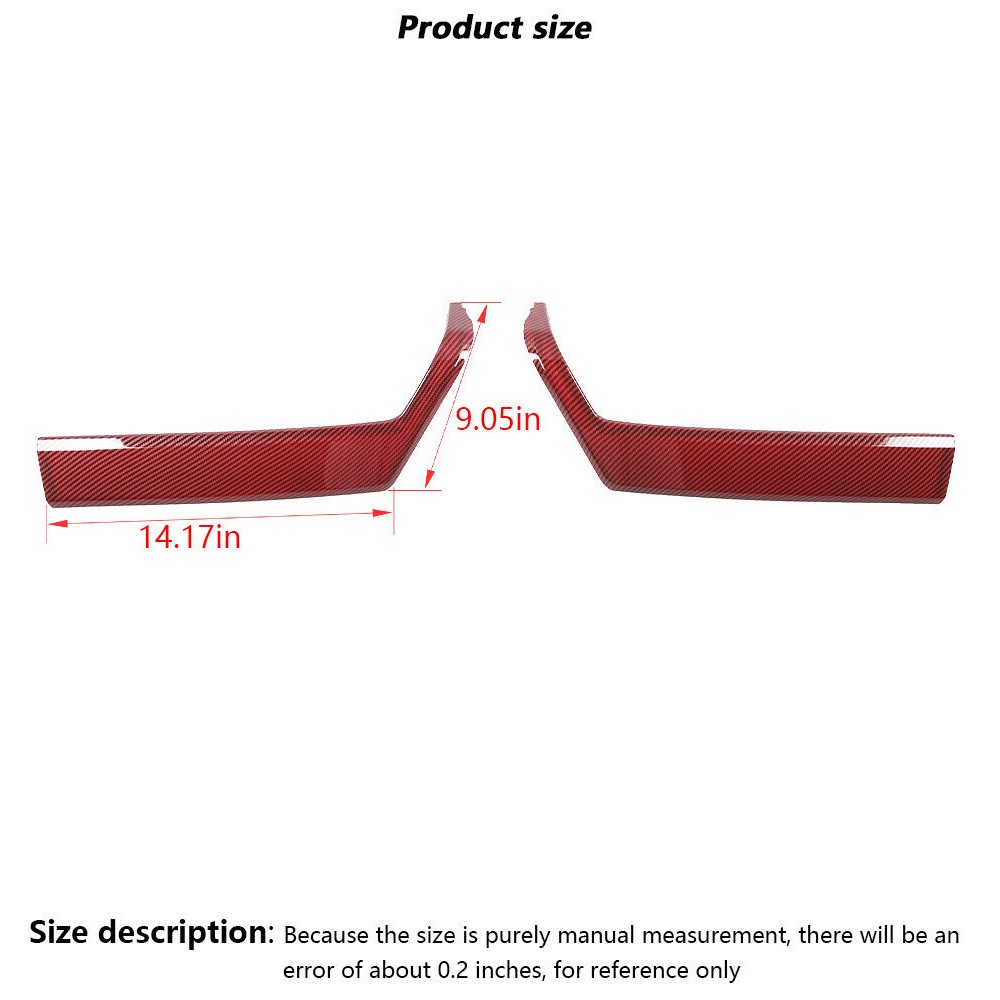 Product size
9.05in
14.17in
Size description: Because the size is purely manual measurement, there will be an
error of about 0.2 inches, for reference only